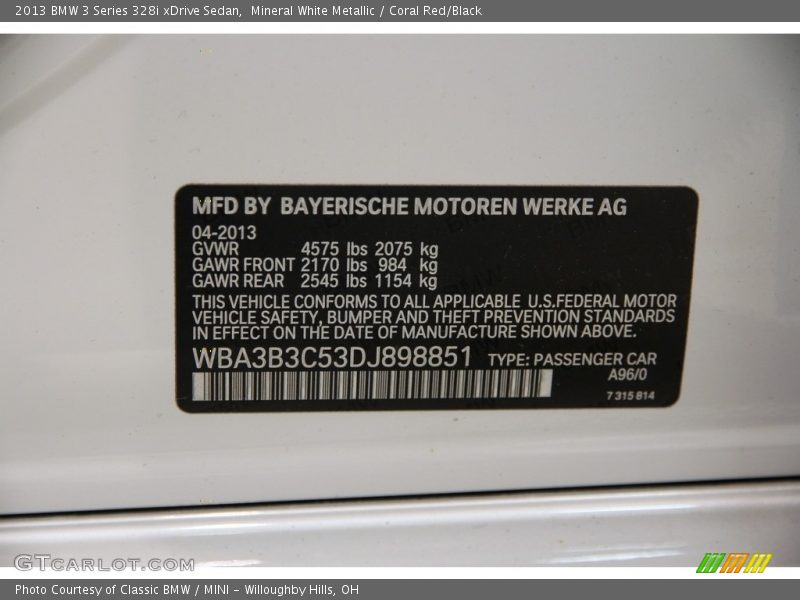 2013 BMW 3 Series 328i xDrive Sedan,  Mineral White Metallic / Coral Red/Black
MFD BY BAYERISCHE MOTOREN WERKE AG
04-2013
GVWR 4575 lbs 2075 kg
GAWR FRONT 2170 lbs 984 kg
GAWR REAR 2545 lbs 1154 kg
THIS VEHICLE CONFORMS TO ALL APPLICABLE U.S.FEDERAL MOTOR
VEHICLE SAFETY, BUMPER AND THEFT PREVENTION STANDARDS
IN EFFECT ON THE DATE OF MANUFACTURE SHOWN ABOVE.
WBA3B3C53DJ898851 TYPE: PASSENGER CAR
A96/0
7 315 814
GTCARLOT.COM
Photo Courtesy of Classic BMW / MINI - Willoughby Hills, OH